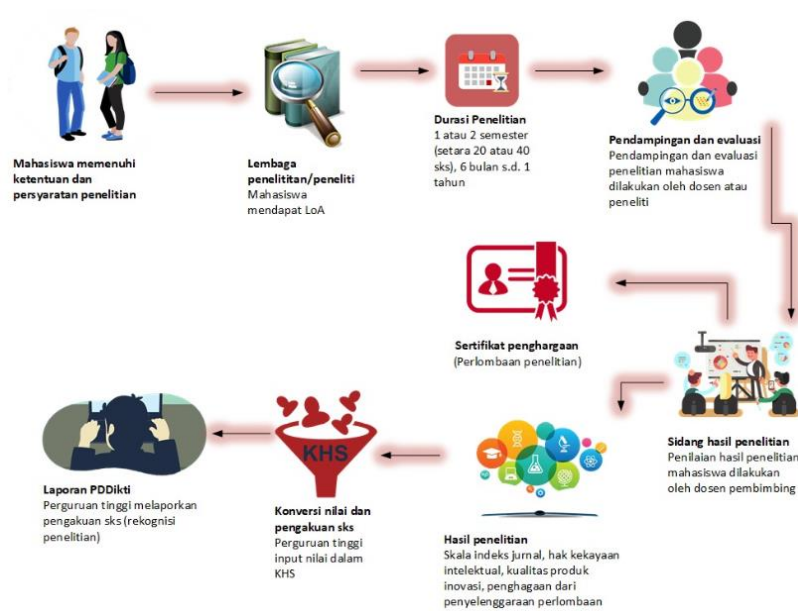 Mahasiswa memenuhi
ketentuan dan
persyaratan penelitian
Lembaga
penelititan/peneliti
Mahasiswa
mendapat LoA
Durasi Penelitian
1 atau 2 semester
(setara 20 atau 40
sks), 6 bulan s.d. 1
tahun
Pendampingan dan evaluasi
Pendampingan dan evaluasi
penelitian mahasiswa
dilakukan oleh dosen atau
peneliti
Sidang hasil penelitian
Penilaian hasil penelitian
mahasiswa dilakukan
oleh dosen pembimbing
Sertifikat penghargaan
(Perlombaan penelitian)
Hasil penelitian
Skala indeks jurnal, hak kekayaan
intelektual, kualitas produk
inovasi, penghagaan dari
penyelenggaraan perlombaan
KHS
Konversi nilai dan
pengakuan sks
Perguruan tinggi
input nilai dalam
KHS
Laporan PDDikti
Perguruan tinggi melaporkan
pengakuan sks (rekognisi
penelitian)